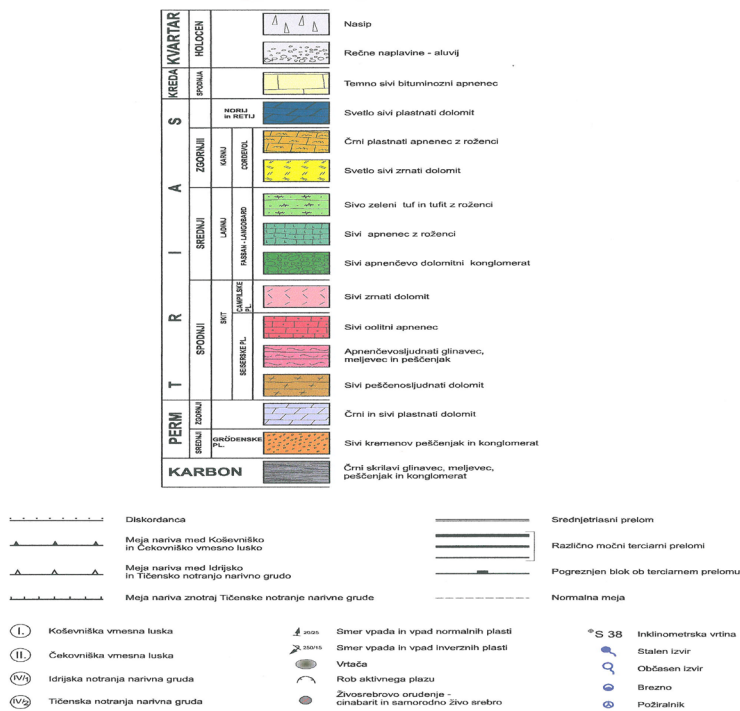 KVARTAR
HOLOCEN
Nasip
Rečne naplavine - aluvij
KREDA
SPODNJA
Temno sivi bituminozni apnenec
T R I A S
NORIJ
in RETIJ
Svetlo sivi plastnati dolomit
ZGORNJI
KARNIJ
CORDEVOL
Črni plastnati apnenec z roženci
Svetlo sivi zrnati dolomit
SREDNJI
LADINIJ
FASSAN - LANGOBARD
Sivo zeleni tuf in tufit z roženci
Sivi apnenec z roženci
Sivi apnenčevo dolomitni konglomerat
SPODNJI
SKIT
CAMPILSKE
PL.
Sivi zrnati dolomit
SEISERSKE PL.
Sivi oolitni apnenec
Apnenčevosljudnati glinavec,
meljevec in peščenjak
Sivi peščenosljudnati dolomit
PERM
ZGORNJI
Črni in sivi plastnati dolomit
SREDNJI
GRÖDENSKE
PL.
Sivi kremenov peščenjak in konglomerat
KARBON
Črni skrilavi glinavec, meljevec,
peščenjak in konglomerat
Diskordanca
Meja nariva med Koševniško
in Čekovniško vmesno lusko
Meja nariva med Idrijsko
in Tičensko notranjo narivno grudo
Meja nariva znotraj Tičenske notranje narivne grude
Srednjetriasni prelom
Različno močni terciarni prelomi
Pogreznjen blok ob terciarnem prelomu
Normalna meja
I. Koševniška vmesna luska
II. Čekovniška vmesna luska
IV/1 Idrijska notranja narivna gruda
IV/2 Tičenska notranja narivna gruda
20/25 Smer vpada in vpad normalnih plasti
250/15 Smer vpada in vpad inverznih plasti
Vrtača
Rob aktivnega plazu
Živosrebrovo orudenje -
cinabarit in samorodno živo srebro
S 38 Inklinometrska vrtina
Stalen izvir
Občasen izvir
Brezno
Požiralnik